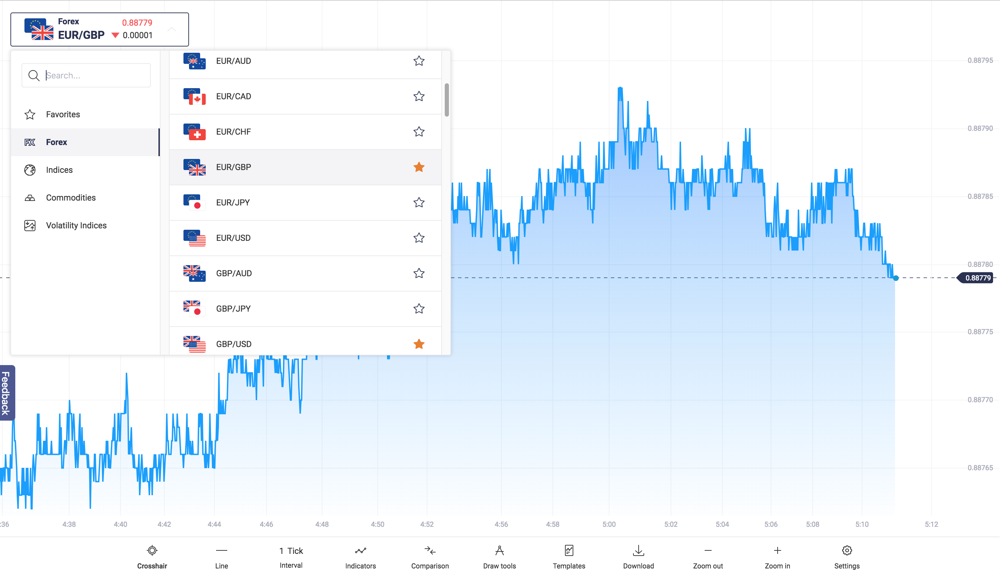 Forex 0.88779
EUR/GBP 0.00001
Search...
Favorites
FX Forex
Indices
Commodities
Volatility Indices
EUR/AUD
EUR/CAD
EUR/CHF
EUR/GBP
EUR/JPY
EUR/USD
GBP/AUD
GBP/JPY
GBP/USD
0.88795
0.88790
0.88785
0.88780
0.88779
0.88775
0.88770
0.88765
Feedback
:36 4:38 4:40 4:42 4:44 4:46 4:48 4:50 4:52 4:56 4:58 5:00 5:02 5:04 5:06 5:08 5:10 5:12
1 Tick
Crosshair Line Interval Indicators Comparison Draw tools Templates Download Zoom out Zoom in Settings